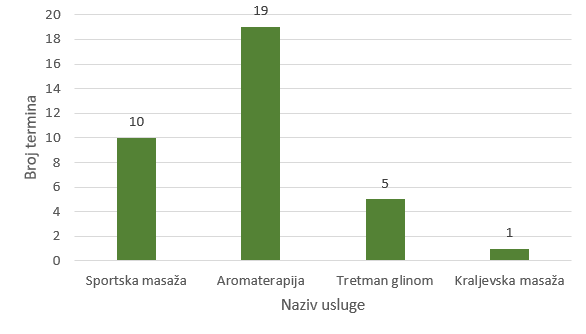 20
18
16
14
12
10
8
6
4
2
0
Broj termina
10
19
5
1
Sportska masaža
Aromaterapija
Tretman glinom
Kraljevska masaža
Naziv usluge